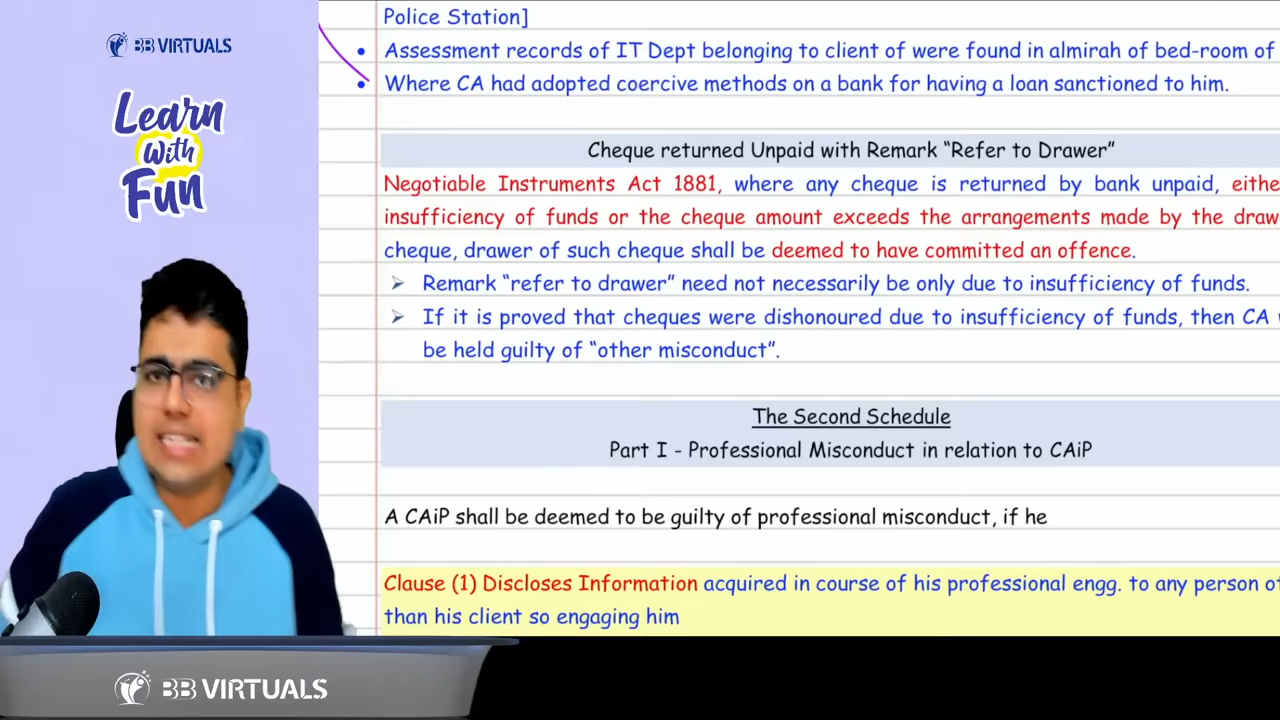 BB VIRTUALS
Learn
With
Fun
Police Station]
Assessment records of IT Dept belonging to client of were found in almirah of bed-room of
Where CA had adopted coercive methods on a bank for having a loan sanctioned to him.
Cheque returned Unpaid with Remark “Refer to Drawer”
Negotiable Instruments Act 1881, where any cheque is returned by bank unpaid,
insufficiency of funds or the cheque amount exceeds the arrangements made by the
cheque, drawer of such cheque shall be deemed to have committed an offence.
Remark “refer to drawer” need not necessarily be only due to insufficiency of funds.
If it is proved that cheques were dishonoured due to insufficiency of funds, then CA
be held guilty of “other misconduct”.
The Second Schedule
Part I - Professional Misconduct in relation to CAiP
A CAiP shall be deemed to be guilty of professional misconduct, if he
Clause (1) Discloses Information acquired in course of his professional engg. to any person
than his client so engaging him
BB VIRTUALS